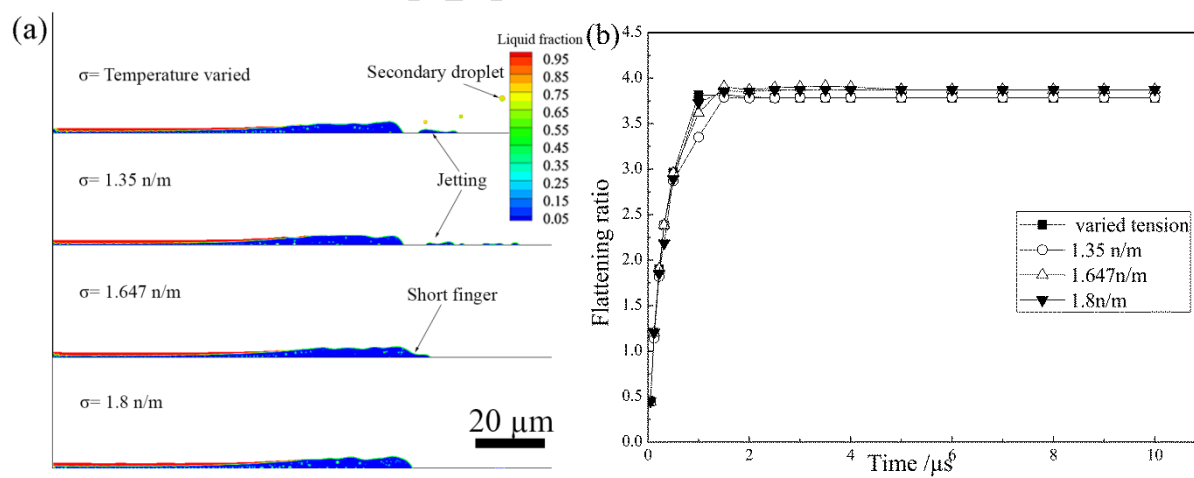 (a)
Liquid fraction
0.95
0.85
0.75
0.65
0.55
0.45
0.35
0.25
0.15
0.05
σ= Temperature varied
Secondary droplet
Jetting
σ= 1.35 n/m
σ= 1.647 n/m
Short finger
σ= 1.8 n/m
20 µm
(b)
4.5
4.0
3.5
3.0
2.5
2.0
1.5
1.0
0.5
0.0
Flattening ratio
varied tension
1.35 n/m
1.647n/m
1.8n/m
0
2
4
6
8
10
Time /µs